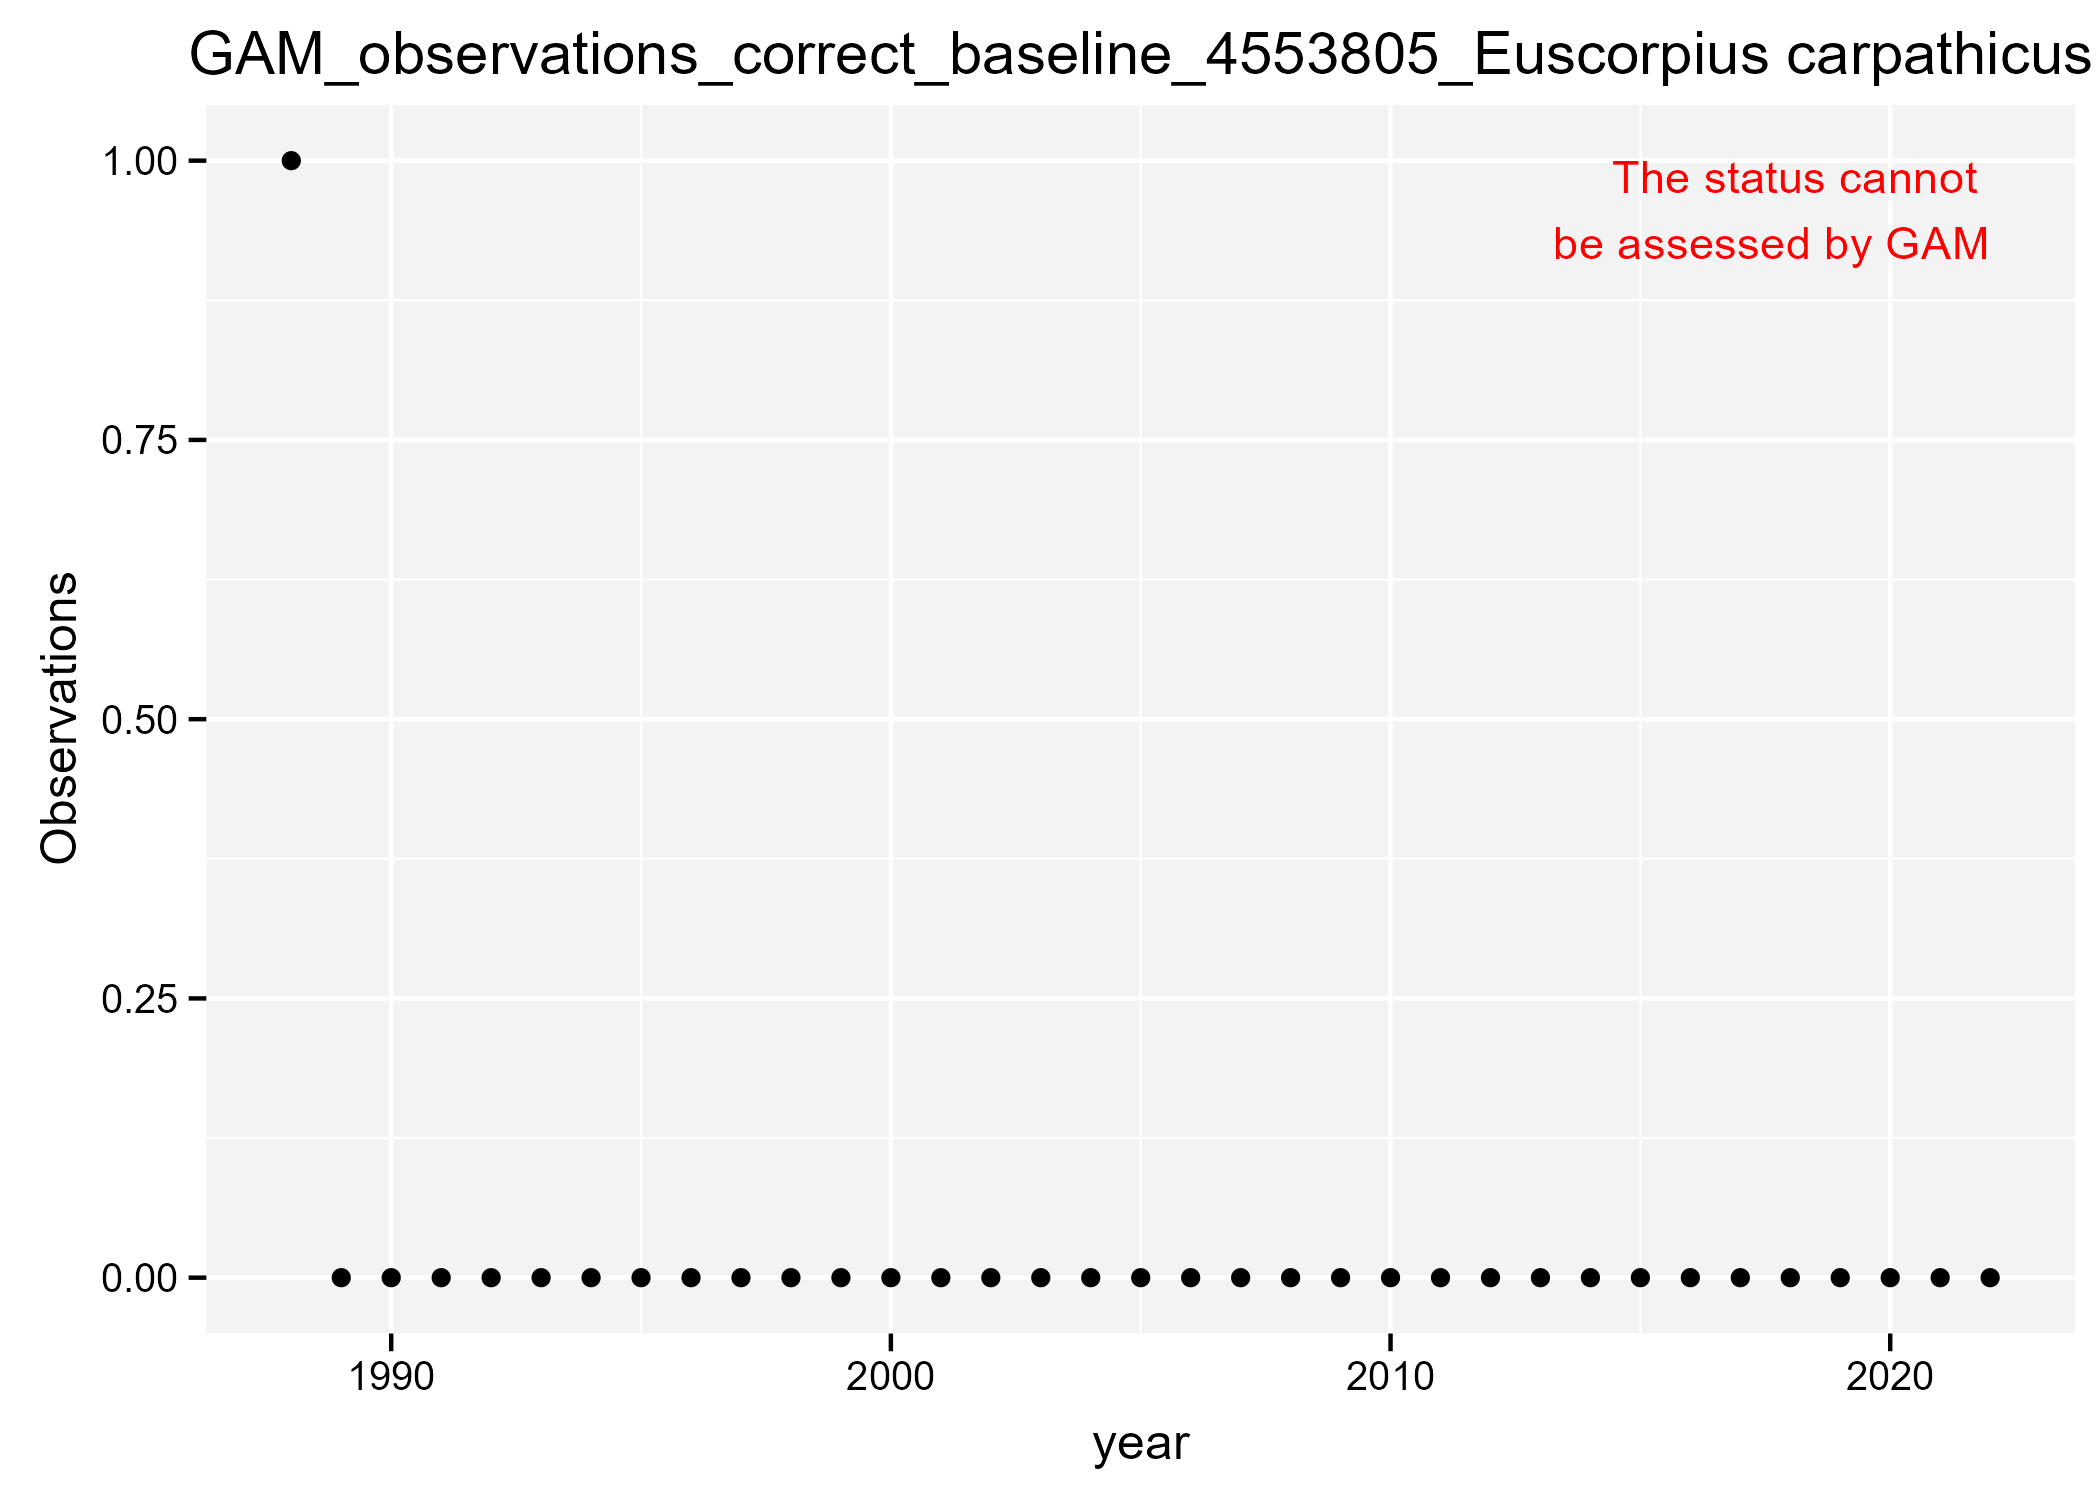 GAM_observations_correct_baseline_4553805_Euscorpius carpathicus
The status cannot
be assessed by GAM
1.00
0.75
0.50
0.25
0.00
Observations
1990
2000
2010
2020
year